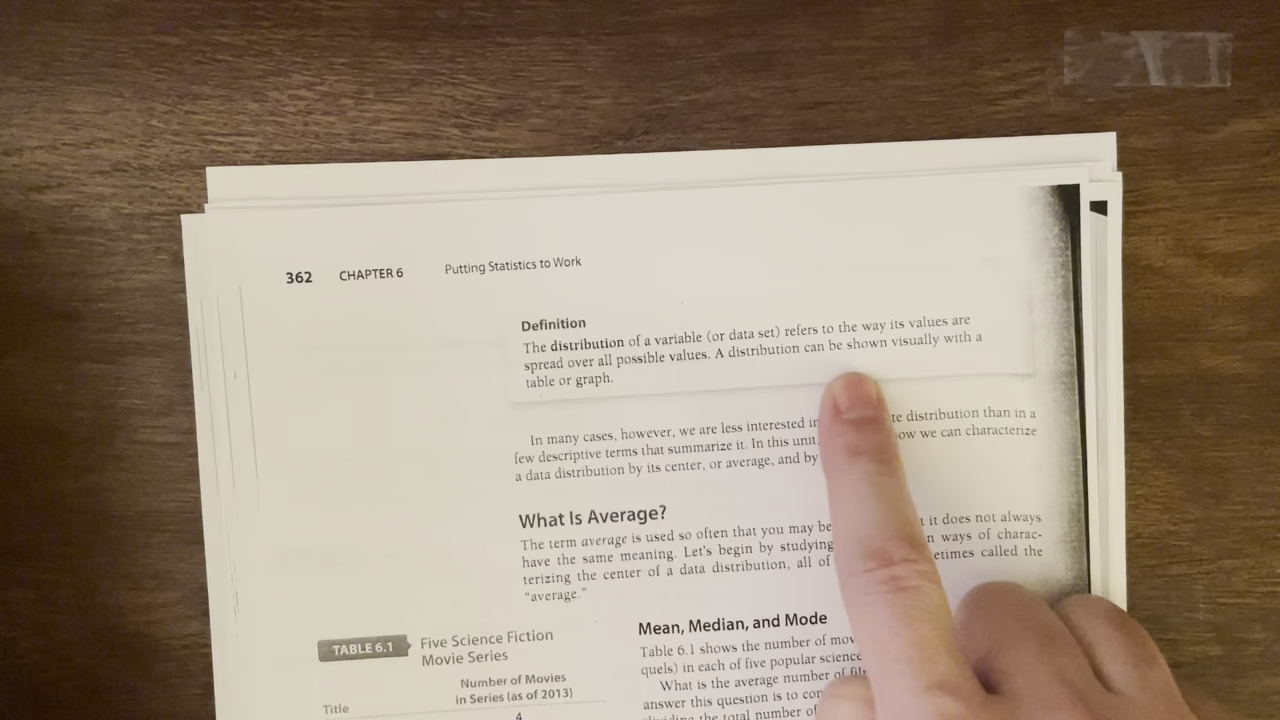 362 CHAPTER 6 Putting Statistics to Work
Definition
The distribution of a variable (or data set) refers to the way its values are
spread over all possible values. A distribution can be shown visually with a
table or graph.
In many cases, however, we are less interested in te distribution than in a
few descriptive terms that summarize it. In this unit, ow we can characterize
a data distribution by its center, or average, and by
What Is Average?
The term average is used so often that you may be t it does not always
have the same meaning. Let's begin by studying n ways of charac-
terizing the center of a data distribution, all of etimes called the
"average."
TABLE 6.1 Five Science Fiction
Movie Series
Title
Number of Movies
in Series (as of 2013)
4
Mean, Median, and Mode
Table 6.1 shows the number of mov
quels) in each of five popular science
What is the average number of fil
answer this question is to con
dividing the total number of